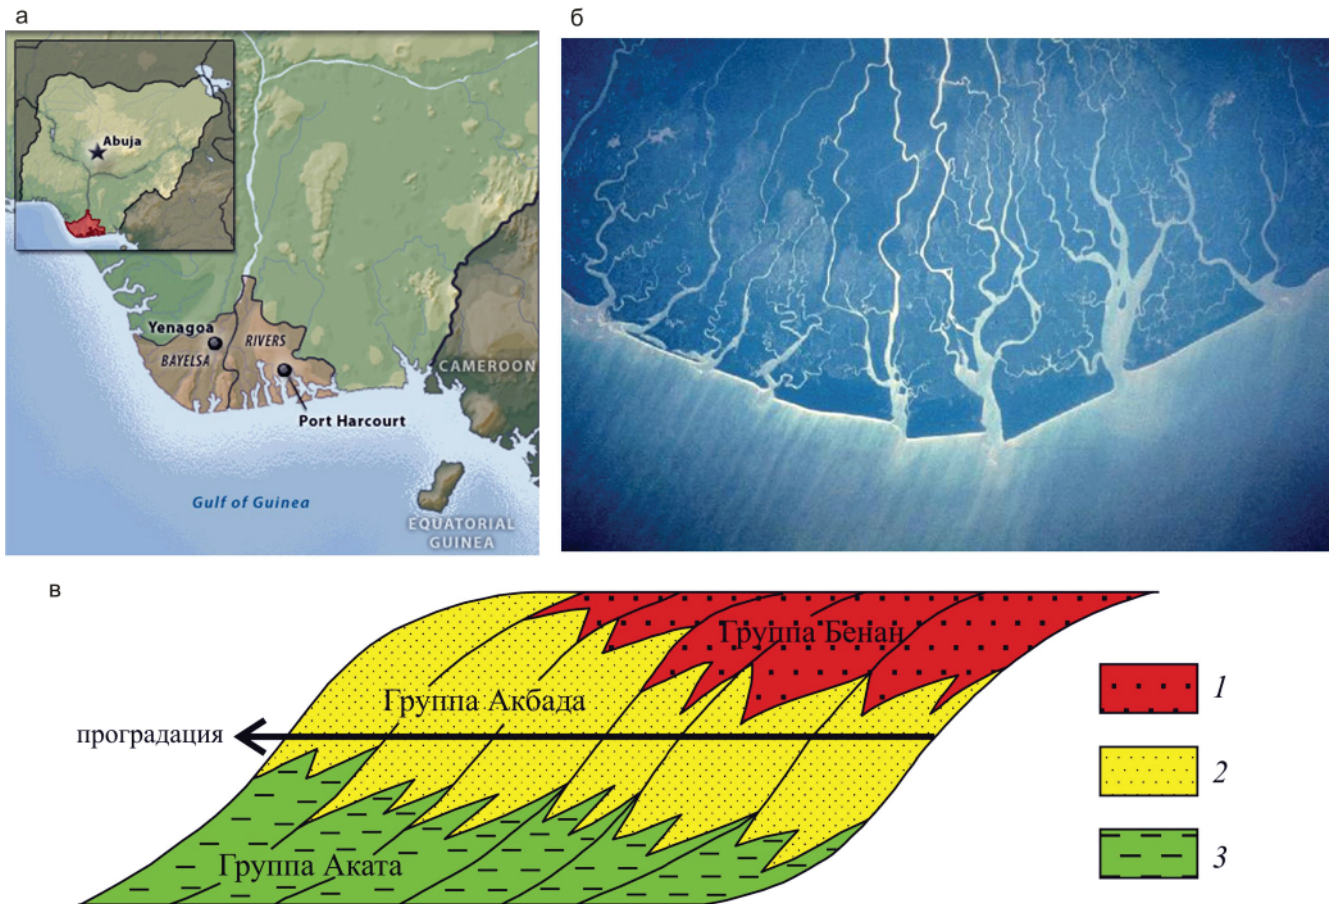 а
б
Abuja
Yenagoa
BAYELSA
RIVERS
CAMEROON
Port Harcourt
Gulf of Guinea
EQUATORIAL
GUINEA
в
Группа Бенан
1
Группа Акбада
проградация
2
3
Группа Аката